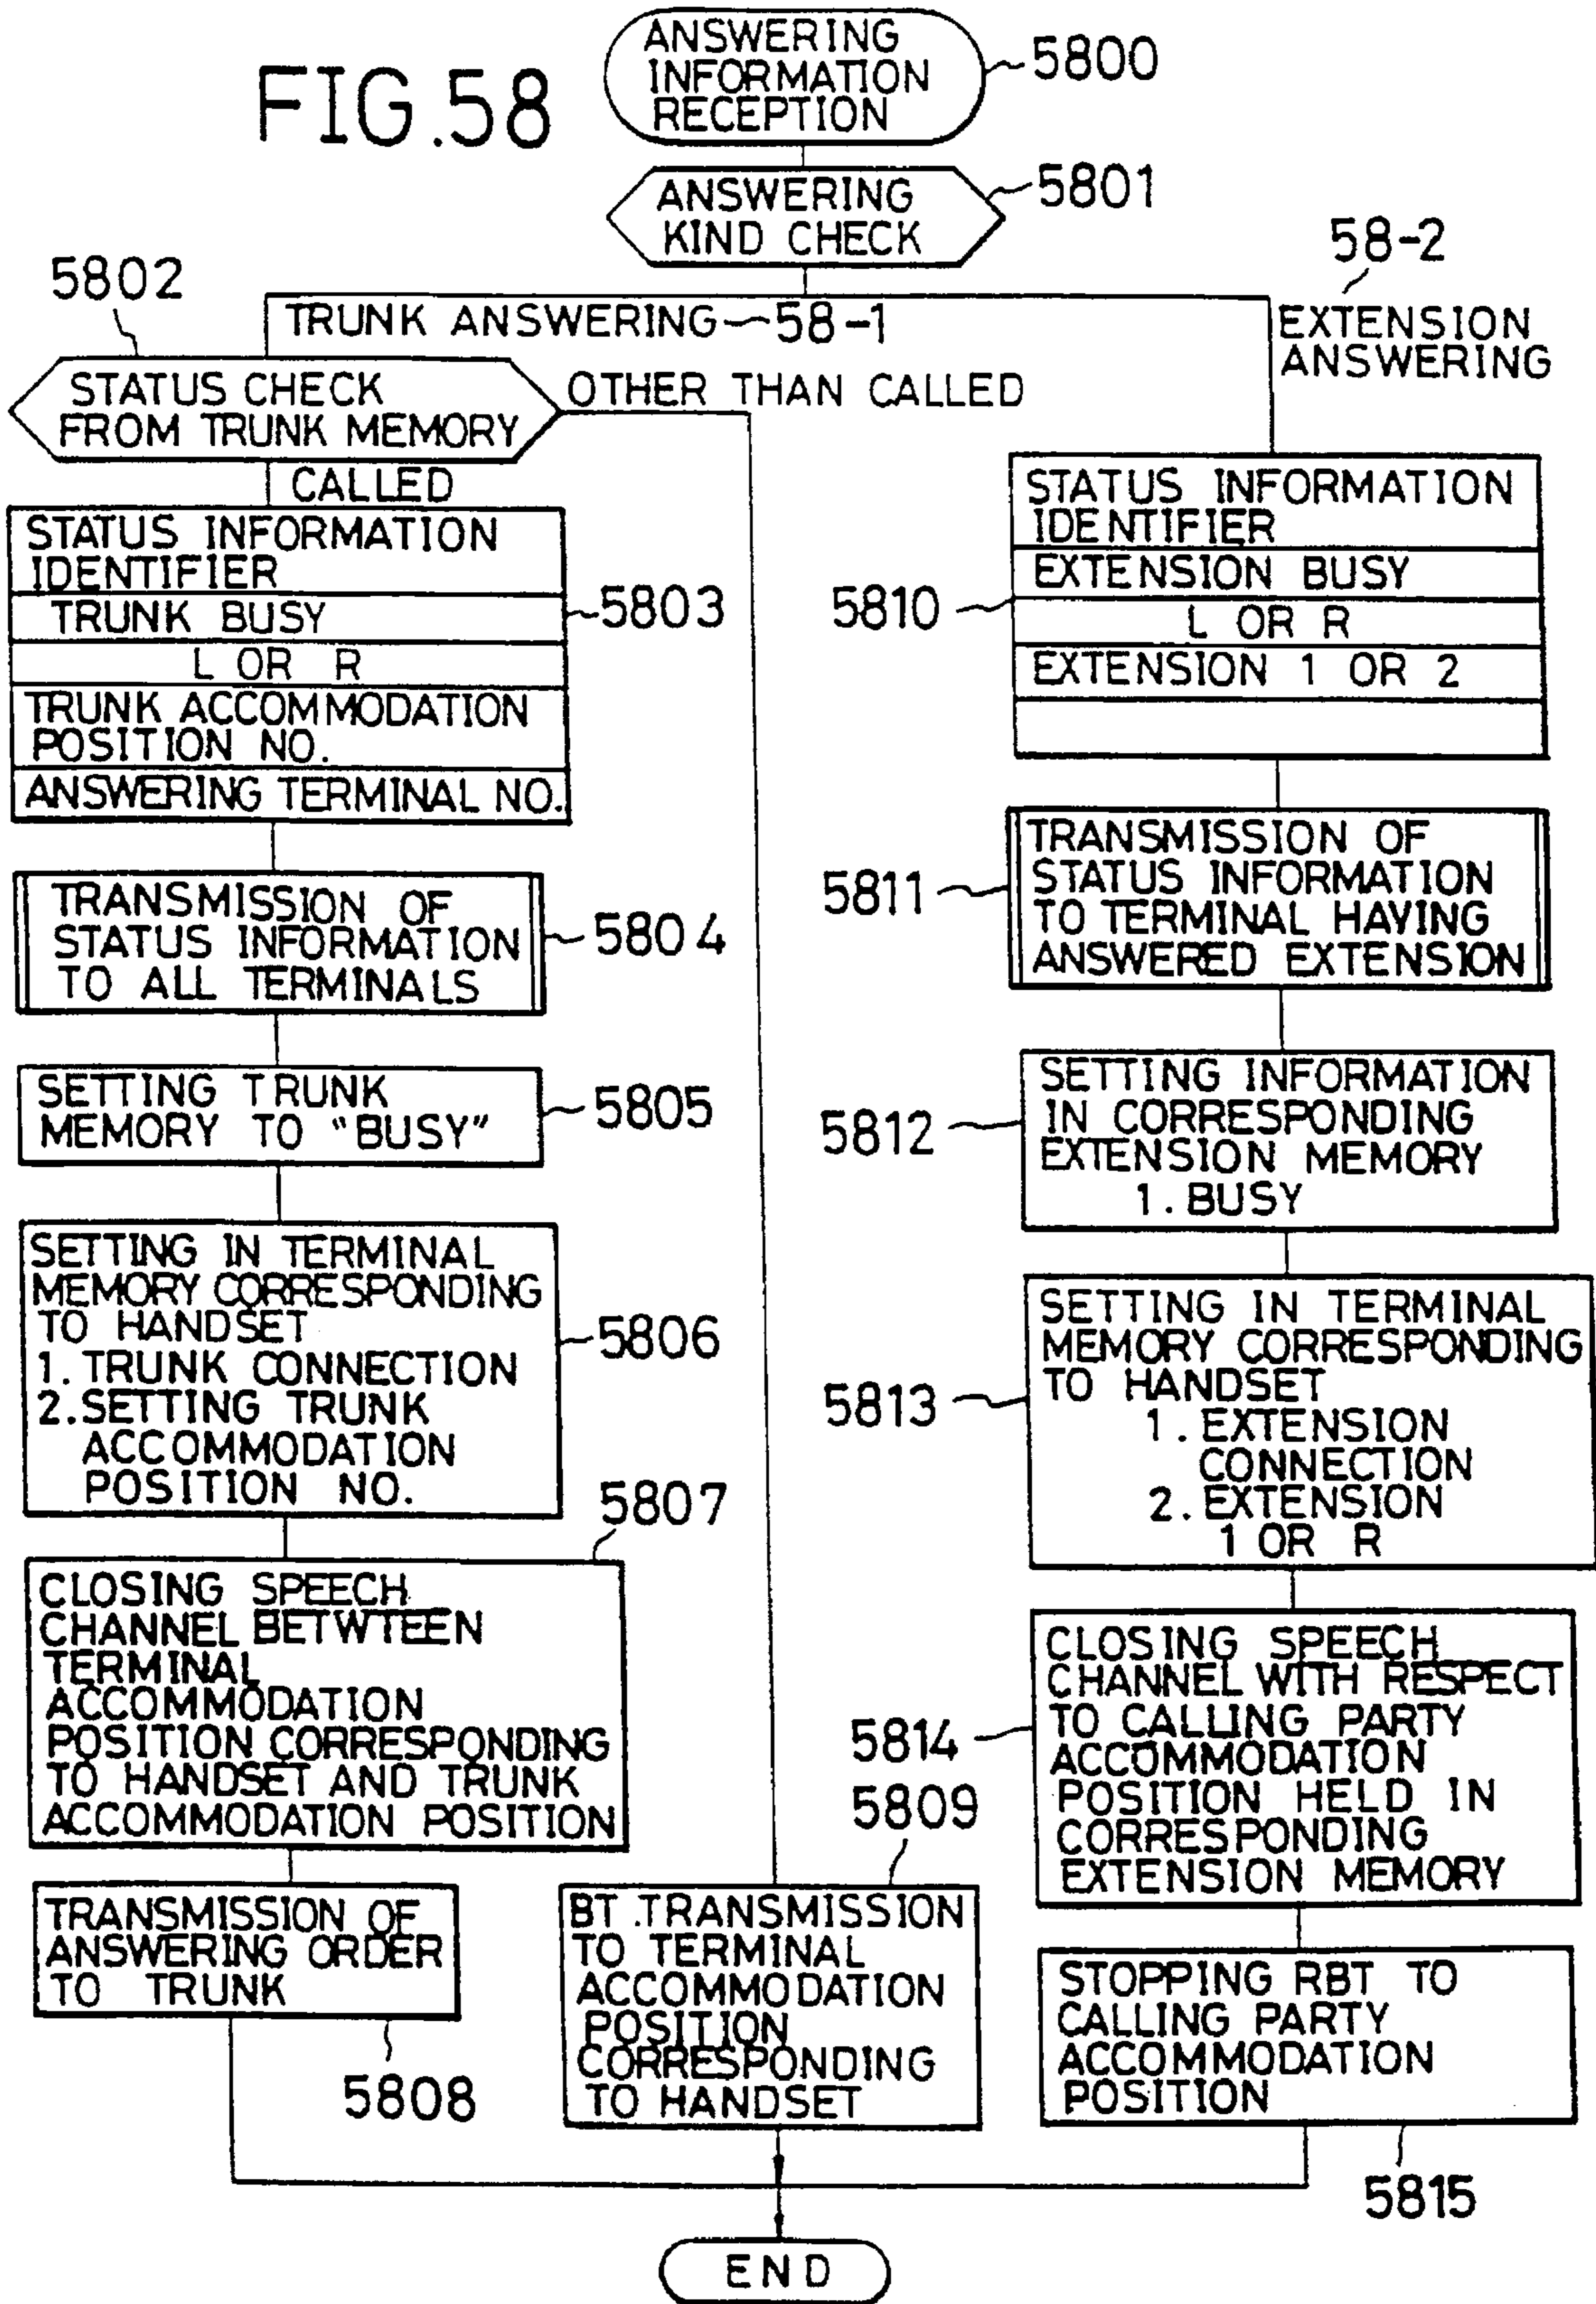 FIG.58
ANSWERING
INFORMATION
RECEPTION
5800
ANSWERING
KIND CHECK
5801
5802
TRUNK ANSWERING
58-1
58-2
EXTENSION
ANSWERING
STATUS CHECK
FROM TRUNK MEMORY
OTHER THAN CALLED
CALLED
STATUS INFORMATION
IDENTIFIER
TRUNK BUSY
L OR R
TRUNK ACCOMMODATION
POSITION NO.
ANSWERING TERMINAL NO.
5803
TRANSMISSION OF
STATUS INFORMATION
TO ALL TERMINALS
5804
SETTING TRUNK
MEMORY TO "BUSY"
5805
SETTING IN TERMINAL
MEMORY CORRESPONDING
TO HANDSET
1. TRUNK CONNECTION
2. SETTING TRUNK
ACCOMMODATION
POSITION NO.
5806
5807
CLOSING SPEECH
CHANNEL BETWTEEN
TERMINAL
ACCOMMODATION
POSITION CORRESPONDING
TO HANDSET AND TRUNK
ACCOMMODATION POSITION
TRANSMISSION OF
ANSWERING ORDER
TO TRUNK
5808
5809
BT TRANSMISSION
TO TERMINAL
ACCOMMODATION
POSITION
CORRESPONDING
TO HANDSET
STATUS INFORMATION
IDENTIFIER
EXTENSION BUSY
L OR R
EXTENSION 1 OR 2
5810
TRANSMISSION OF
STATUS INFORMATION
TO TERMINAL HAVING
ANSWERED EXTENSION
5811
SETTING INFORMATION
IN CORRESPONDING
EXTENSION MEMORY
1. BUSY
5812
SETTING IN TERMINAL
MEMORY CORRESPONDING
TO HANDSET
1. EXTENSION
CONNECTION
2. EXTENSION
1 OR R
5813
CLOSING SPEECH
CHANNEL WITH RESPECT
TO CALLING PARTY
ACCOMMODATION
POSITION HELD IN
CORRESPONDING
EXTENSION MEMORY
5814
STOPPING RBT TO
CALLING PARTY
ACCOMMODATION
POSITION
5815
END